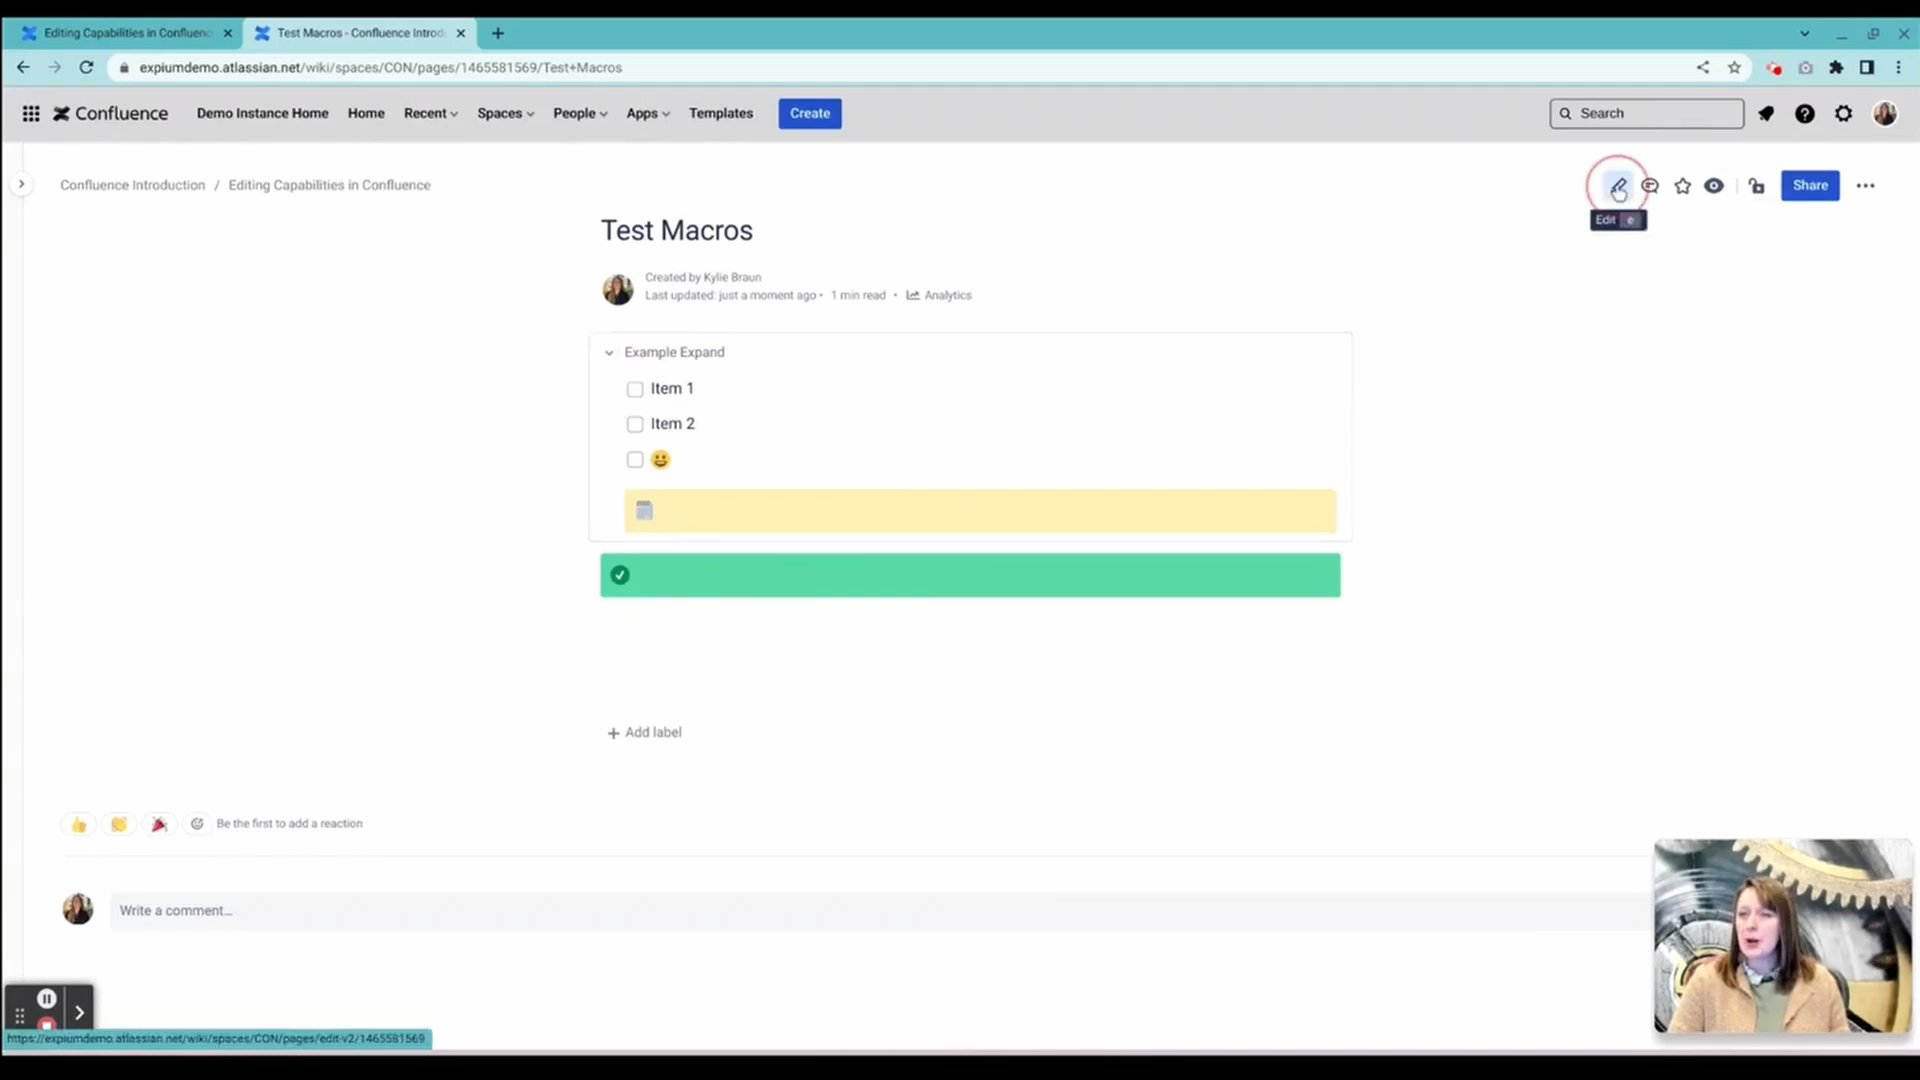 Editing Capabilities in Confluenc
Test Macros - Confluence Introdu
expiumdemo.atlassian.net/wiki/spaces/CON/pages/1465581569/Test+Macros
Confluence Demo Instance Home Home Recent Spaces People Apps Templates Create Search
Confluence Introduction / Editing Capabilities in Confluence
Share
Edit e
Test Macros
Created by Kylie Braun
Last updated: just a moment ago • 1 min read • Analytics
Example Expand
Item 1
Item 2
+ Add label
Be the first to add a reaction
Write a comment...
https://expiumdemo.atlassian.net/wiki/spaces/CON/pages/edit-v2/1465581569